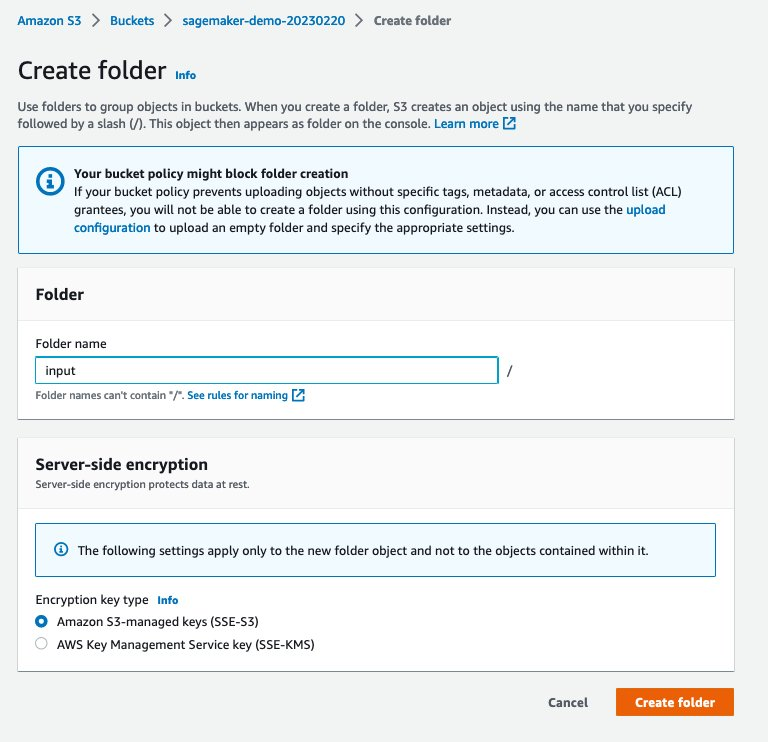 Amazon S3 > Buckets > sagemaker-demo-20230220 > Create folder
Create folder Info
Use folders to group objects in buckets. When you create a folder, S3 creates an object using the name that you specify
followed by a slash (/). This object then appears as folder on the console. Learn more
Your bucket policy might block folder creation
If your bucket policy prevents uploading objects without specific tags, metadata, or access control list (ACL)
grantees, you will not be able to create a folder using this configuration. Instead, you can use the upload
configuration to upload an empty folder and specify the appropriate settings.
Folder
Folder name
input /
Folder names can't contain "/". See rules for naming
Server-side encryption
Server-side encryption protects data at rest.
The following settings apply only to the new folder object and not to the objects contained within it.
Encryption key type Info
Amazon S3-managed keys (SSE-S3)
AWS Key Management Service key (SSE-KMS)
Cancel Create folder